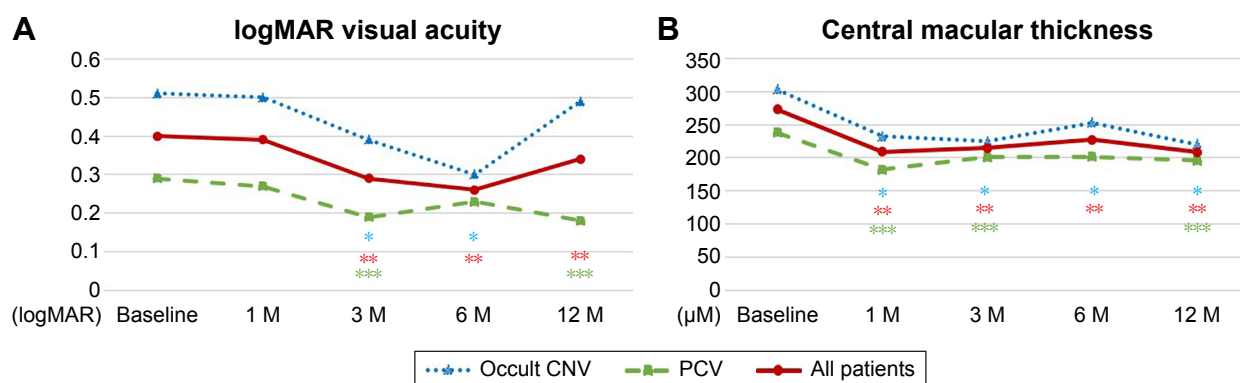 A logMAR visual acuity
0.6
0.5
0.4
0.3
0.2
0.1
0
* *
** ** **
*** ***
(logMAR) Baseline 1 M 3 M 6 M 12 M
B Central macular thickness
350
300
250
200
150
100
50
0
* * * *
** ** ** **
*** *** ***
(µM) Baseline 1 M 3 M 6 M 12 M
Occult CNV PCV All patients